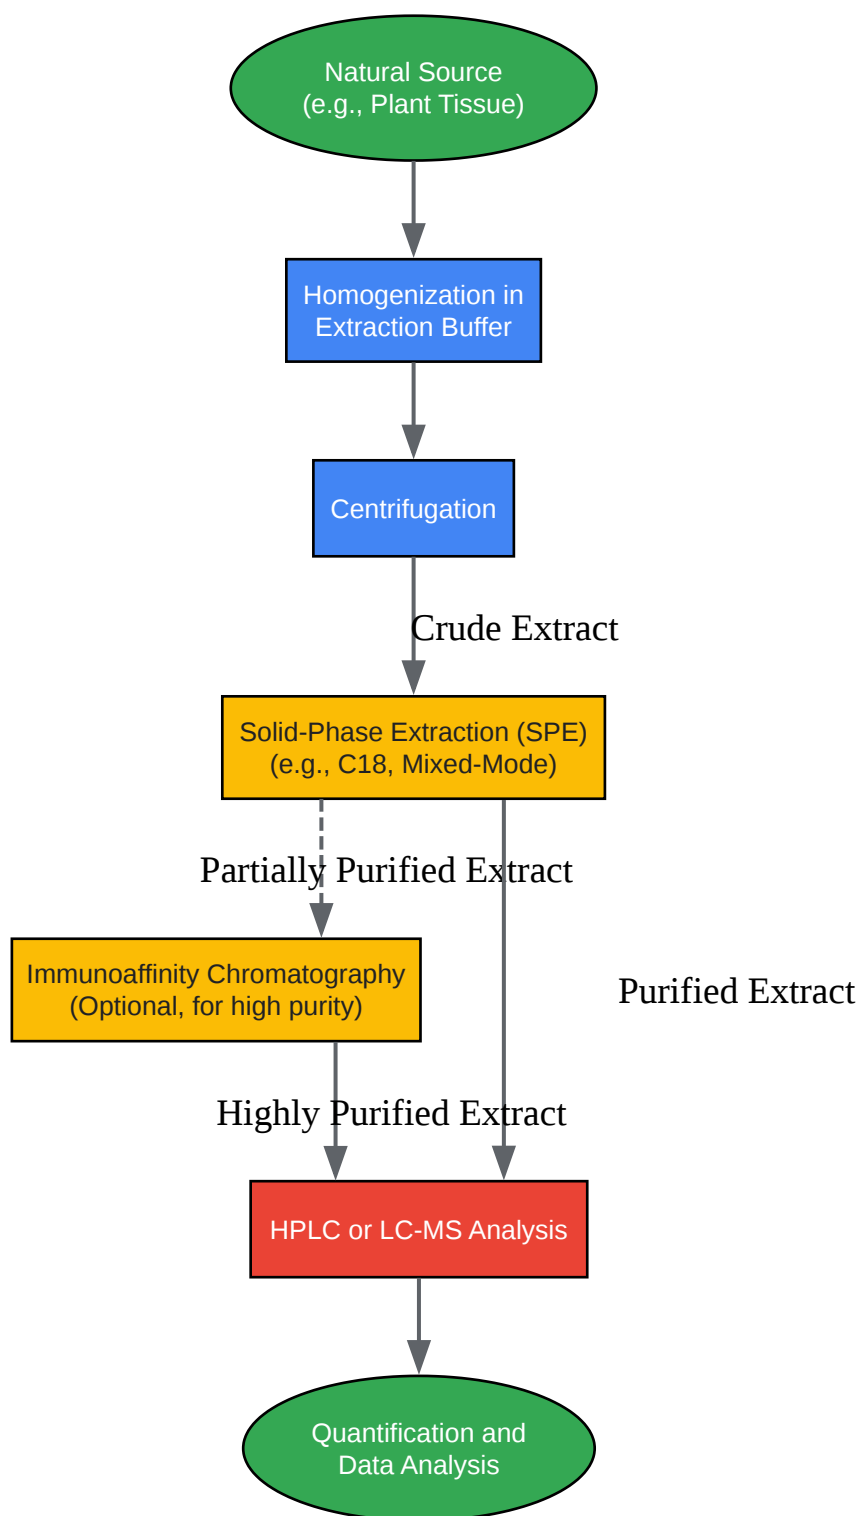 Natural Source
(e.g., Plant Tissue)
Homogenization in
Extraction Buffer
Centrifugation
Crude Extract
Solid-Phase Extraction (SPE)
(e.g., C18, Mixed-Mode)
Partially Purified Extract
Immunoaffinity Chromatography
(Optional, for high purity)
Purified Extract
Highly Purified Extract
HPLC or LC-MS Analysis
Quantification and
Data Analysis